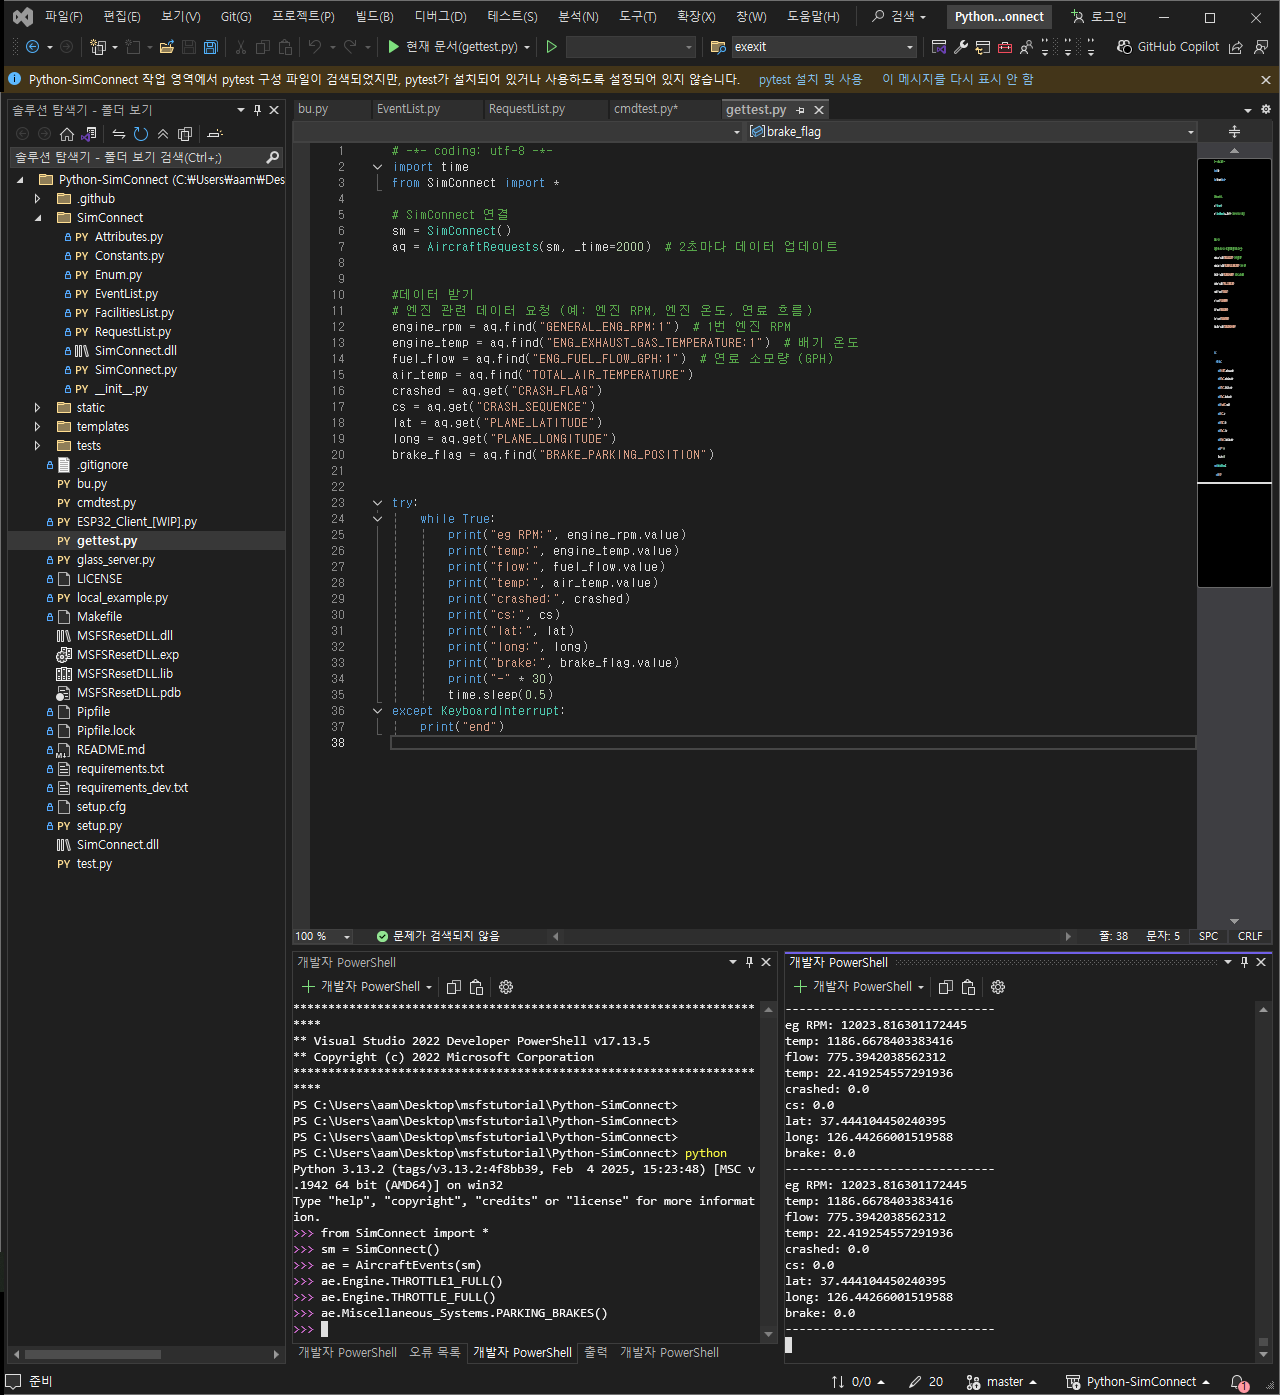 파일(F) 편집(E) 보기(V) Git(G) 프로젝트(P) 빌드(B) 디버그(D) 테스트(S) 분석(N) 도구(T) 확장(X) 창(W) 도움말(H) 검색 Python...onnect 로그인
현재 문서(gettest.py) exexit GitHub Copilot
Python-SimConnect 작업 영역에서 pytest 구성 파일이 검색되었지만, pytest가 설치되어 있거나 사용하도록 설정되어 있지 않습니다. pytest 설치 및 사용 이 메시지를 다시 표시 안 함
솔루션 탐색기 - 폴더 보기
솔루션 탐색기 - 폴더 보기 검색(Ctrl+;)
Python-SimConnect (C:₩Users₩aam₩Des
.github
SimConnect
PY Attributes.py
PY Constants.py
PY Enum.py
PY EventList.py
PY FacilitiesList.py
PY RequestList.py
SimConnect.dll
PY SimConnect.py
PY __init__.py
static
templates
tests
.gitignore
PY bu.py
PY cmdtest.py
PY ESP32_Client_[WIP].py
PY gettest.py
PY glass_server.py
LICENSE
PY local_example.py
Makefile
MSFSResetDLL.dll
MSFSResetDLL.exp
MSFSResetDLL.lib
MSFSResetDLL.pdb
Pipfile
Pipfile.lock
README.md
requirements.txt
requirements_dev.txt
setup.cfg
PY setup.py
SimConnect.dll
PY test.py
bu.py EventList.py RequestList.py cmdtest.py* gettest.py
brake_flag
1 # -*- coding: utf-8 -*-
2 import time
3 from SimConnect import *
4
5 # SimConnect 연결
6 sm = SimConnect()
7 aq = AircraftRequests(sm, _time=2000) # 2초마다 데이터 업데이트
8
9
10 #데이터 받기
11 # 엔진 관련 데이터 요청 (예: 엔진 RPM, 엔진 온도, 연료 흐름)
12 engine_rpm = aq.find("GENERAL_ENG_RPM:1") # 1번 엔진 RPM
13 engine_temp = aq.find("ENG_EXHAUST_GAS_TEMPERATURE:1") # 배기 온도
14 fuel_flow = aq.find("ENG_FUEL_FLOW_GPH:1") # 연료 소모량 (GPH)
15 air_temp = aq.find("TOTAL_AIR_TEMPERATURE")
16 crashed = aq.get("CRASH_FLAG")
17 cs = aq.get("CRASH_SEQUENCE")
18 lat = aq.get("PLANE_LATITUDE")
19 long = aq.get("PLANE_LONGITUDE")
20 brake_flag = aq.find("BRAKE_PARKING_POSITION")
21
22
23 try:
24 while True:
25 print("eg RPM:", engine_rpm.value)
26 print("temp:", engine_temp.value)
27 print("flow:", fuel_flow.value)
28 print("temp:", air_temp.value)
29 print("crashed:", crashed)
30 print("cs:", cs)
31 print("lat:", lat)
32 print("long:", long)
33 print("brake:", brake_flag.value)
34 print("-" * 30)
35 time.sleep(0.5)
36 except KeyboardInterrupt:
37 print("end")
38
100 % 문제가 검색되지 않음 줄: 38 문자: 5 SPC CRLF
개발자 PowerShell
개발자 PowerShell
******************************************************************
****
** Visual Studio 2022 Developer PowerShell v17.13.5
** Copyright (c) 2022 Microsoft Corporation
******************************************************************
****
PS C:\Users\aam\Desktop\msfstutorial\Python-SimConnect>
PS C:\Users\aam\Desktop\msfstutorial\Python-SimConnect>
PS C:\Users\aam\Desktop\msfstutorial\Python-SimConnect>
PS C:\Users\aam\Desktop\msfstutorial\Python-SimConnect> python
Python 3.13.2 (tags/v3.13.2:4f8bb39, Feb  4 2025, 15:23:48) [MSC v
.1942 64 bit (AMD64)] on win32
Type "help", "copyright", "credits" or "license" for more informat
ion.
>>> from SimConnect import *
>>> sm = SimConnect()
>>> ae = AircraftEvents(sm)
>>> ae.Engine.THROTTLE1_FULL()
>>> ae.Engine.THROTTLE_FULL()
>>> ae.Miscellaneous_Systems.PARKING_BRAKES()
>>>
개발자 PowerShell 오류 목록 개발자 PowerShell 출력 개발자 PowerShell
개발자 PowerShell
개발자 PowerShell
------------------------------
eg RPM: 12023.816301172445
temp: 1186.6678403383416
flow: 775.3942038562312
temp: 22.419254557291936
crashed: 0.0
cs: 0.0
lat: 37.444104450240395
long: 126.44266001519588
brake: 0.0
------------------------------
eg RPM: 12023.816301172445
temp: 1186.6678403383416
flow: 775.3942038562312
temp: 22.419254557291936
crashed: 0.0
cs: 0.0
lat: 37.444104450240395
long: 126.44266001519588
brake: 0.0
------------------------------
준비 0/0 20 master Python-SimConnect 1